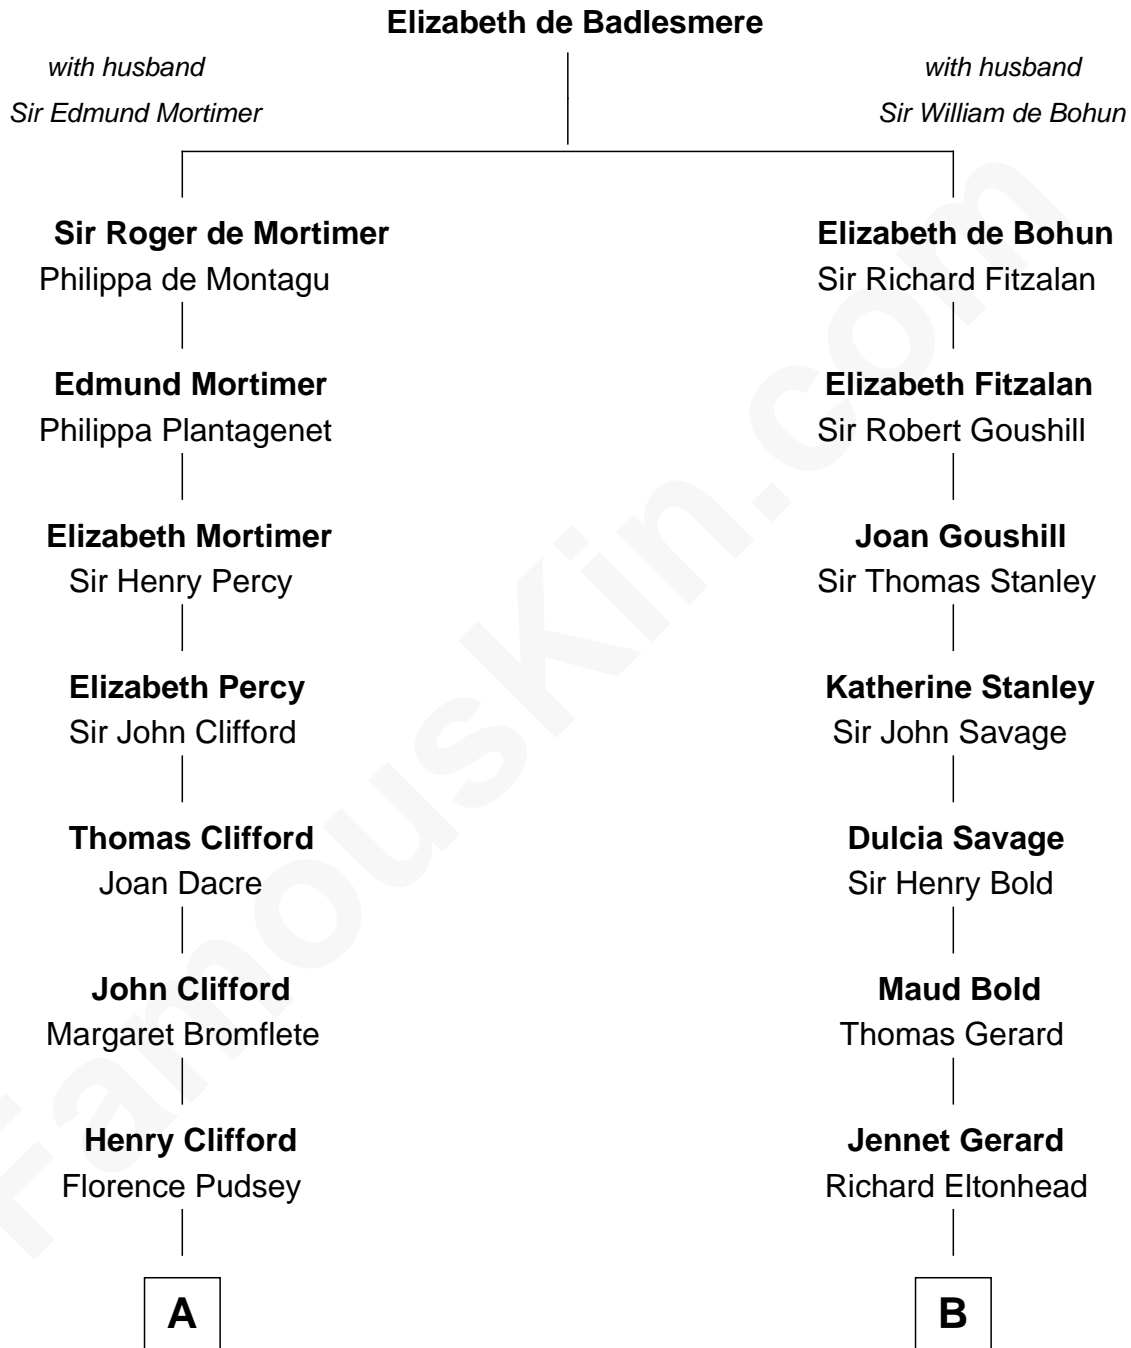 Elizabeth de Badlesmere
with husband
Sir Edmund Mortimer
with husband
Sir William de Bohun
Sir Roger de Mortimer
Philippa de Montagu
Elizabeth de Bohun
Sir Richard Fitzalan
Edmund Mortimer
Philippa Plantagenet
Elizabeth Fitzalan
Sir Robert Goushill
Elizabeth Mortimer
Sir Henry Percy
Joan Goushill
Sir Thomas Stanley
Elizabeth Percy
Sir John Clifford
Katherine Stanley
Sir John Savage
Thomas Clifford
Joan Dacre
Dulcia Savage
Sir Henry Bold
John Clifford
Margaret Bromflete
Maud Bold
Thomas Gerard
Henry Clifford
Florence Pudsey
Jennet Gerard
Richard Eltonhead
A
B
FamousKin.com